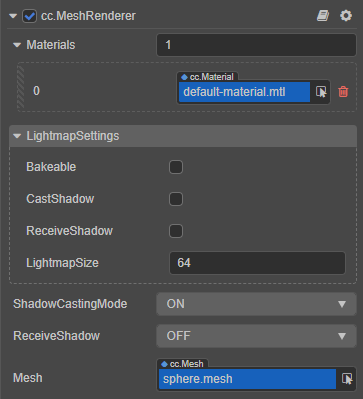 cc.MeshRenderer
Materials 1
cc.Material
0 default-material.mtl
LightmapSettings
Bakeable
CastShadow
ReceiveShadow
LightmapSize 64
ShadowCastingMode ON
ReceiveShadow OFF
cc.Mesh
Mesh sphere.mesh